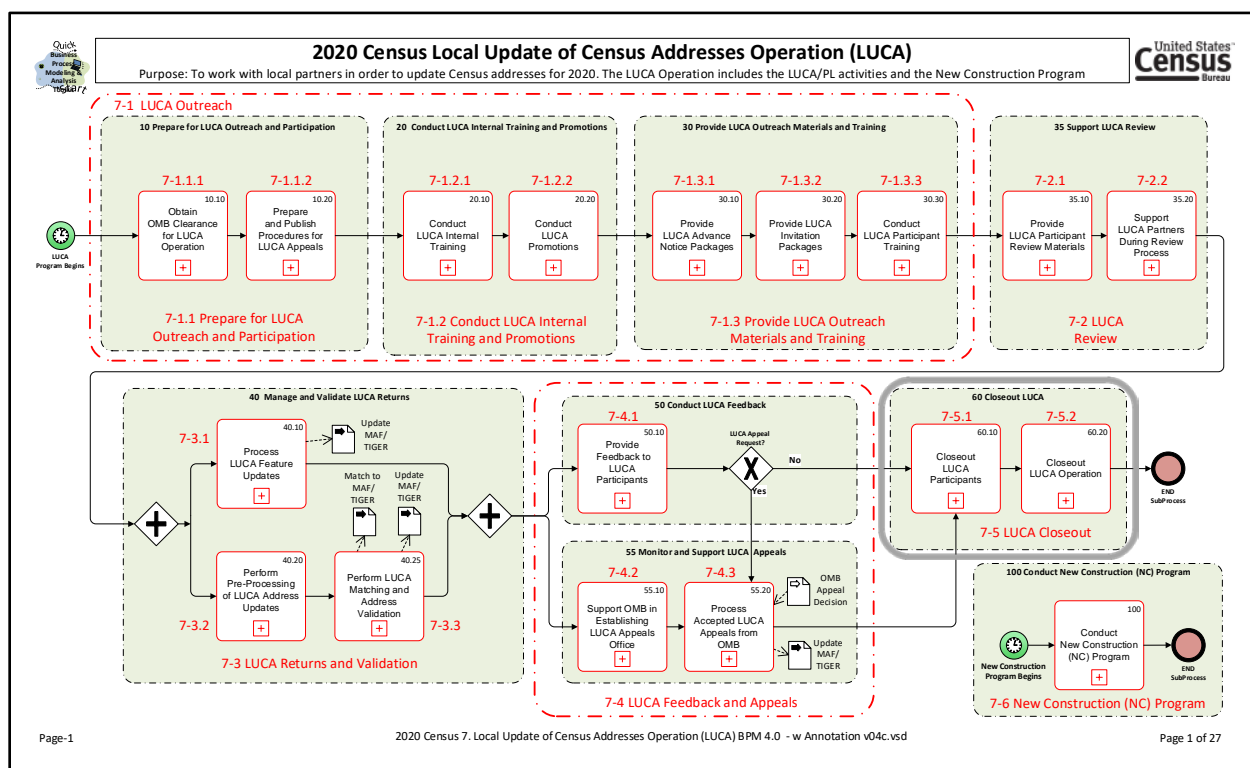 Quick
Business
Process
Modeling &
Analysis
Start
2020 Census Local Update of Census Addresses Operation (LUCA)
Purpose: To work with local partners in order to update Census addresses for 2020. The LUCA Operation includes the LUCA/PL activities and the New Construction Program
United States
Census
Bureau
7-1 LUCA Outreach
10 Prepare for LUCA Outreach and Participation
7-1.1.1
10.10
Obtain
OMB Clearance
for LUCA
Operation
7-1.1.2
10.20
Prepare
and Publish
Procedures for
LUCA Appeals
7-1.1 Prepare for LUCA
Outreach and Participation
LUCA
Program Begins
20 Conduct LUCA Internal Training and Promotions
7-1.2.1
20.10
Conduct
LUCA Internal
Training
7-1.2.2
20.20
Conduct
LUCA
Promotions
7-1.2 Conduct LUCA Internal
Training and Promotions
30 Provide LUCA Outreach Materials and Training
7-1.3.1
30.10
Provide
LUCA Advance
Notice Packages
7-1.3.2
30.20
Provide LUCA
Invitation
Packages
7-1.3.3
30.30
Conduct
LUCA Participant
Training
7-1.3 Provide LUCA Outreach
Materials and Training
35 Support LUCA Review
7-2.1
35.10
Provide
LUCA Participant
Review Materials
7-2.2
35.20
Support
LUCA Partners
During Review
Process
7-2 LUCA
Review
40 Manage and Validate LUCA Returns
7-3.1
40.10
Process
LUCA Feature
Updates
Update
MAF/
TIGER
Match to
MAF/
TIGER
Update
MAF/
TIGER
40.20
Perform
Pre-Processing
of LUCA Address
Updates
7-3.2
40.25
Perform LUCA
Matching and
Address
Validation
7-3.3
7-3 LUCA Returns and Validation
50 Conduct LUCA Feedback
7-4.1
50.10
Provide
Feedback to
LUCA
Participants
LUCA Appeal
Request?
X
No
Yes
55 Monitor and Support LUCA Appeals
7-4.2
55.10
Support OMB in
Establishing
LUCA Appeals
Office
7-4.3
55.20
Process
Accepted LUCA
Appeals from
OMB
OMB
Appeal
Decision
Update
MAF/
TIGER
7-4 LUCA Feedback and Appeals
60 Closeout LUCA
7-5.1
60.10
Closeout
LUCA
Participants
7-5.2
60.20
Closeout
LUCA Operation
7-5 LUCA Closeout
END
SubProcess
100 Conduct New Construction (NC) Program
100
Conduct
New Construction
(NC) Program
New Construction
Program Begins
END
SubProcess
7-6 New Construction (NC) Program
Page-1
2020 Census 7. Local Update of Census Addresses Operation (LUCA) BPM 4.0 - w Annotation v04c.vsd
Page 1 of 27